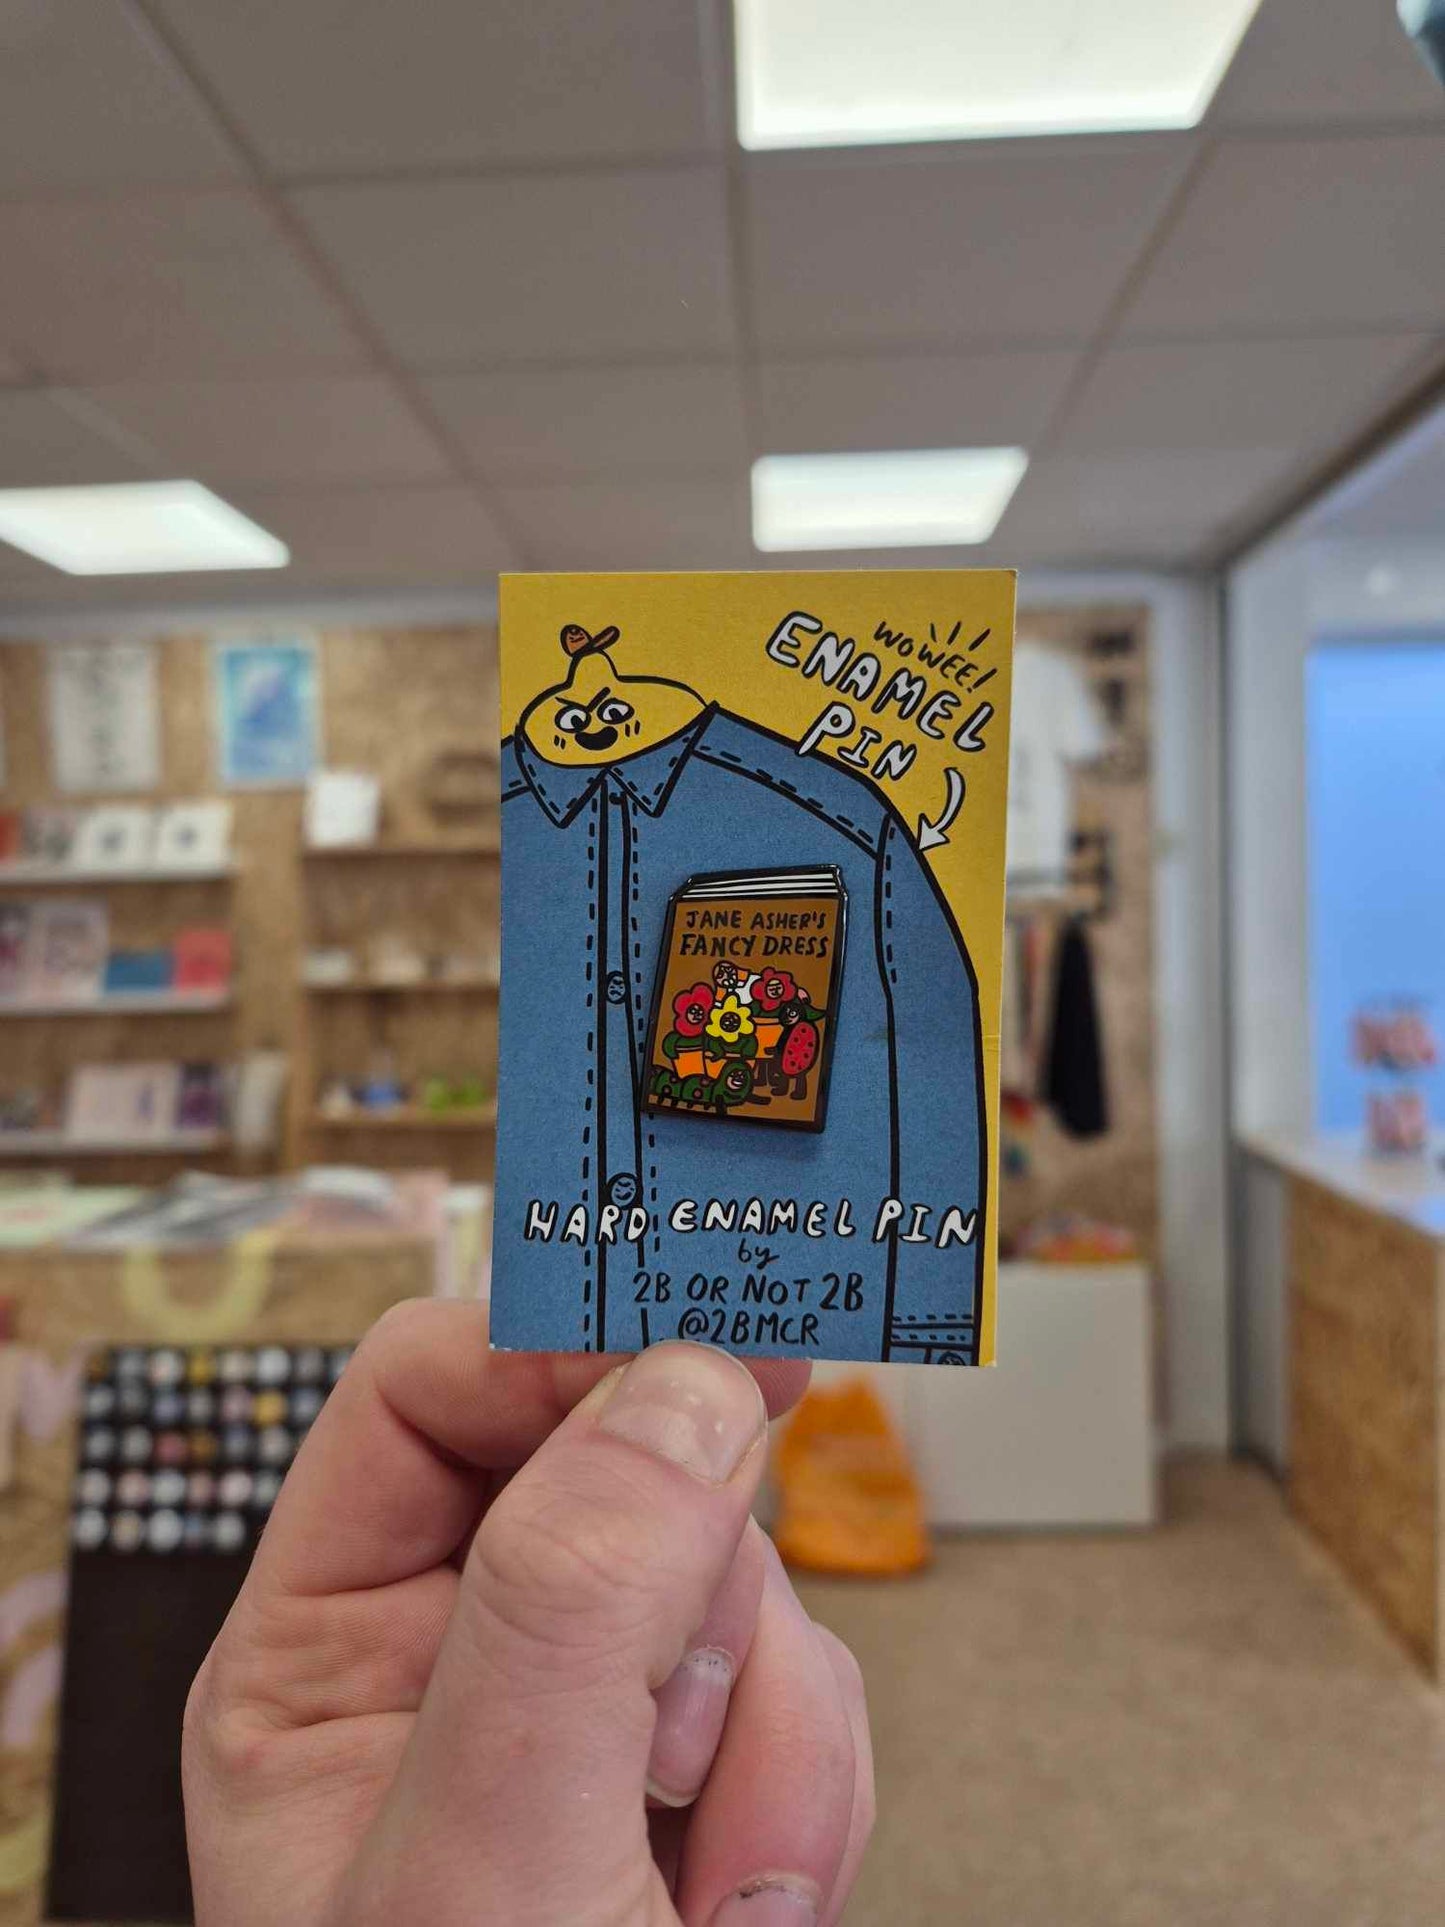 WOWEE!
ENAMEL
PIN
JANE ASHER'S
FANCY DRESS
HARD ENAMEL PIN
by
2B OR NOT 2B
@2BMCR